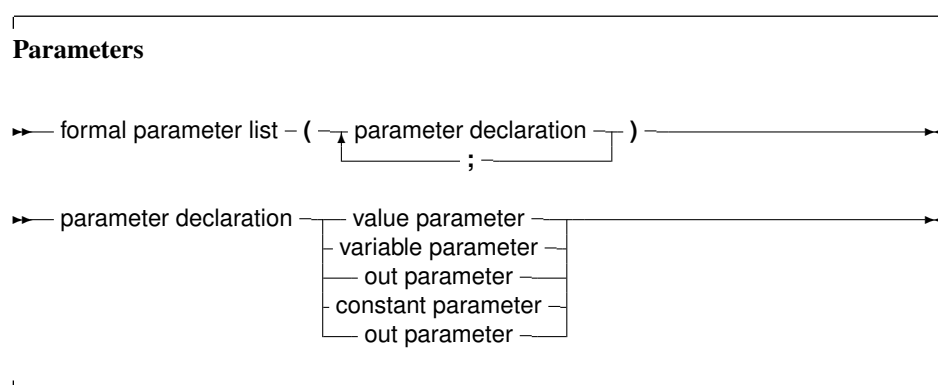 Parameters
formal parameter list ( parameter declaration )
;
parameter declaration value parameter
variable parameter
out parameter
constant parameter
out parameter